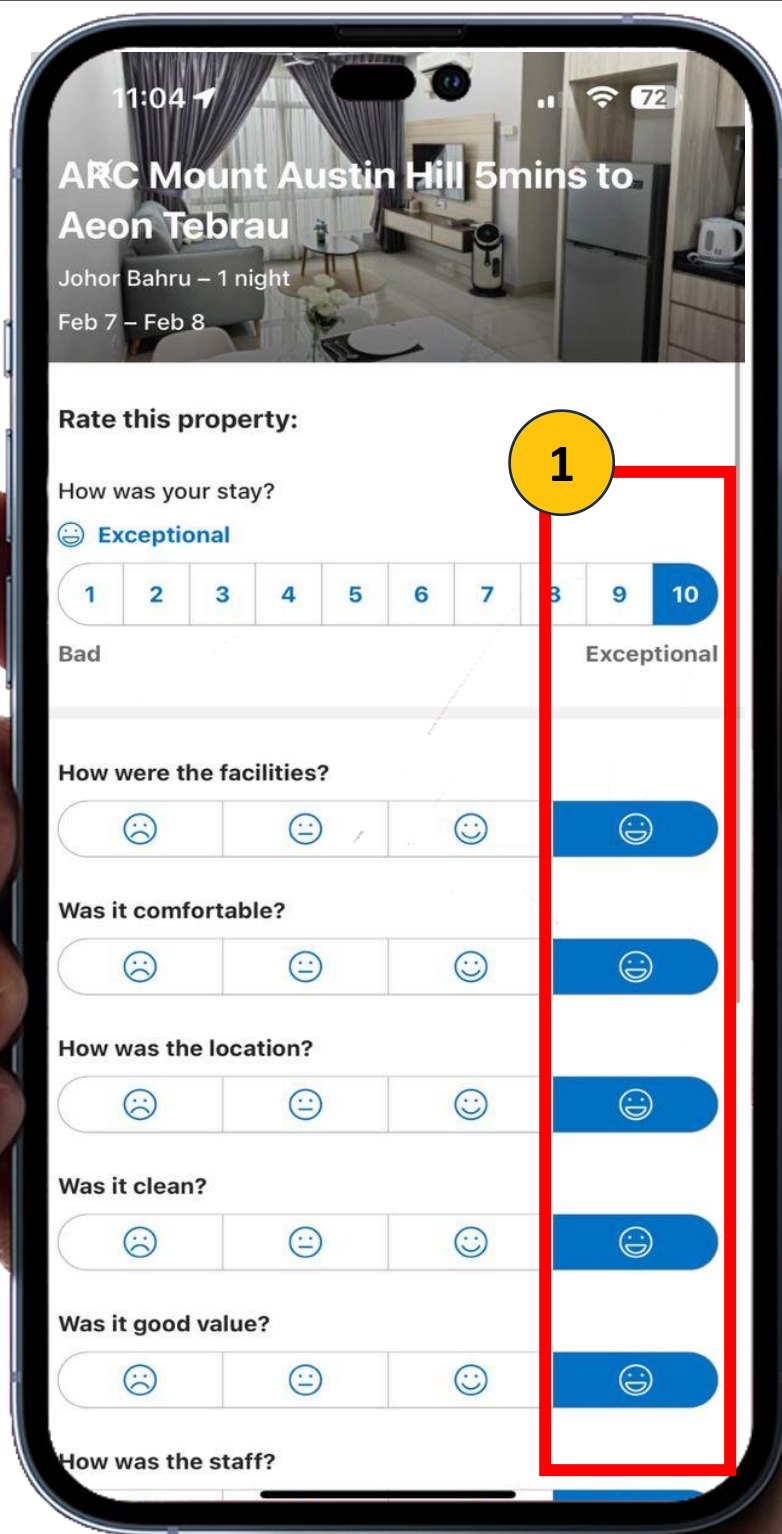 11:04
72
ARC Mount Austin Hill 5mins to
Aeon Tebrau
Johor Bahru – 1 night
Feb 7 – Feb 8
Rate this property:
1
How was your stay?
Exceptional
1 2 3 4 5 6 7 8 9 10
Bad Exceptional
How were the facilities?
Was it comfortable?
How was the location?
Was it clean?
Was it good value?
How was the staff?